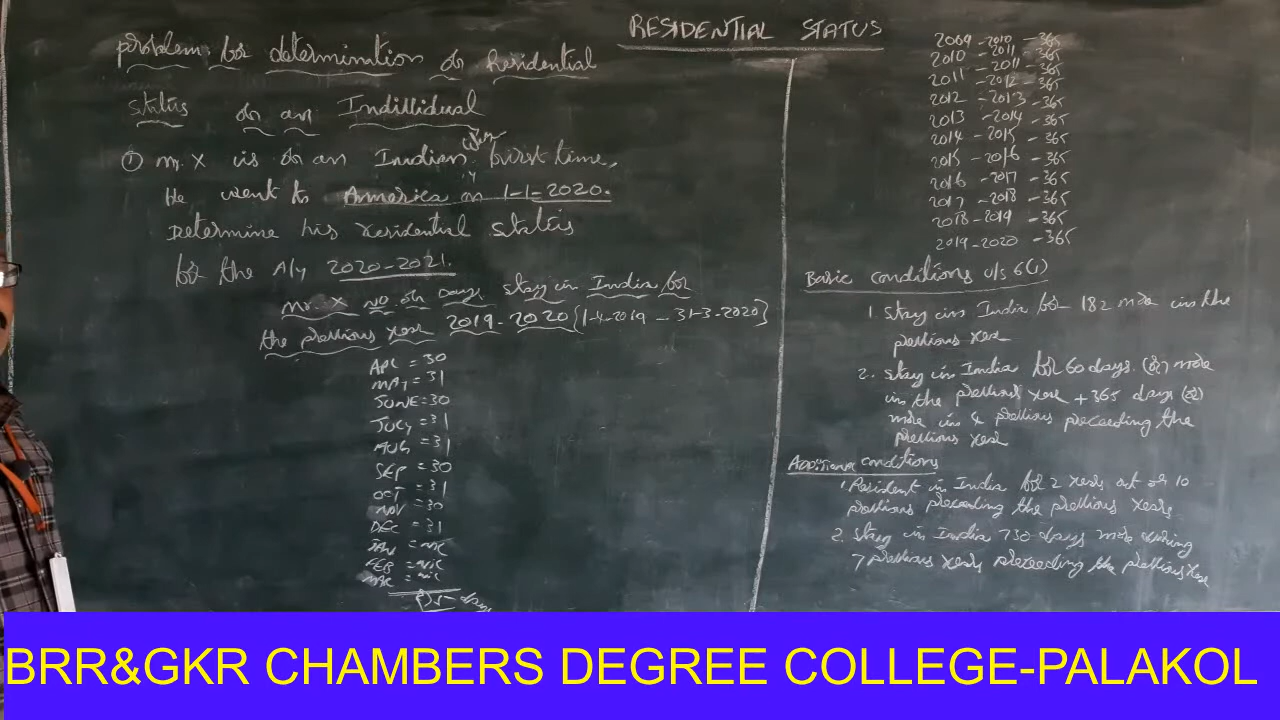 RESIDENTIAL STATUS
problem for determination of Residential
status of an Individual
① Mr. X is of an Indian, first time,
He went to America on 1-1-2020.
Determine his residential status
for the A/y 2020-2021.
Mr. X NO of Days stay in India for
the previous year 2019-2020 [1-4-2019 - 31-3-2020]
APR = 30
MAY = 31
JUNE = 30
JULY = 31
AUG = 31
SEP = 30
OCT = 31
NOV = 30
DEC = 31
JAN = NIL
FEB = NIL
MAR = NIL
days
2009 - 2010 - 365
2010 - 2011 - 365
2011 - 2012 - 365
2012 - 2013 - 365
2013 - 2014 - 365
2014 - 2015 - 365
2015 - 2016 - 365
2016 - 2017 - 365
2017 - 2018 - 365
2018 - 2019 - 365
2019 - 2020 - 365
Basic conditions u/s 6(1)
1. stay in India for 182 more in the
previous year
2. stay in India for 60 days (or) more
in the previous year + 365 days (or)
more in 4 previous preceeding the
previous year
Additional conditions
1. Resident in India for 2 years out of 10
previous preceeding the previous years
2. stay in India 730 days more during
7 previous years preceeding the previous year
BRR&GKR CHAMBERS DEGREE COLLEGE-PALAKOL